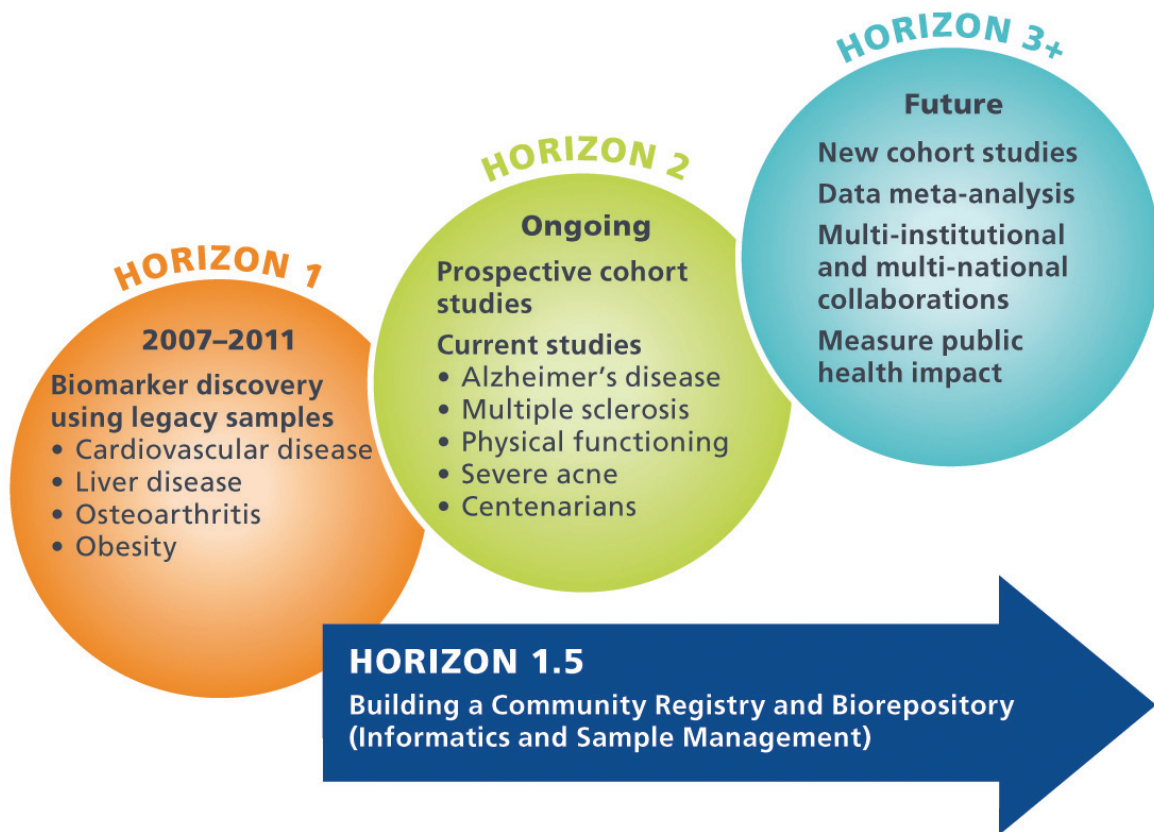 HORIZON 1
2007–2011
Biomarker discovery
using legacy samples
• Cardiovascular disease
• Liver disease
• Osteoarthritis
• Obesity
HORIZON 2
Ongoing
Prospective cohort
studies
Current studies
• Alzheimer’s disease
• Multiple sclerosis
• Physical functioning
• Severe acne
• Centenarians
HORIZON 3+
Future
New cohort studies
Data meta-analysis
Multi-institutional
and multi-national
collaborations
Measure public
health impact
HORIZON 1.5
Building a Community Registry and Biorepository
(Informatics and Sample Management)